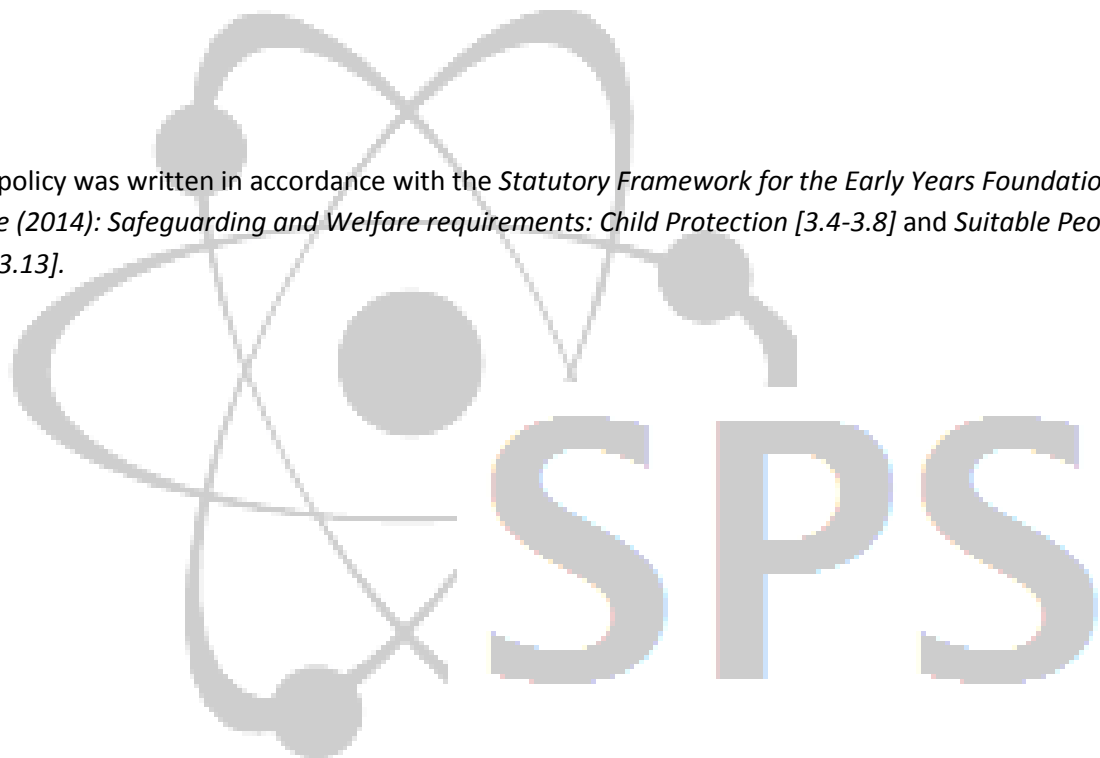 policy was written in accordance with the Statutory Framework for the Early Years Foundatio
e (2014): Safeguarding and Welfare requirements: Child Protection [3.4-3.8] and Suitable Peo
3.13].
SPS